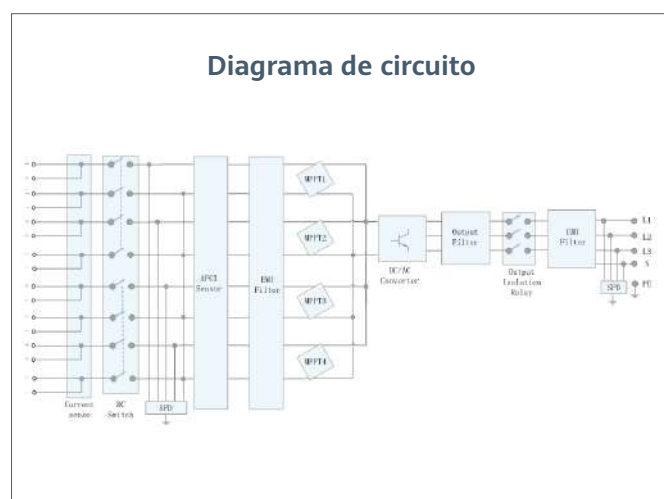 Diagrama de circuito
MPPT1
MPPT2
MPPT3
MPPT4
AFCI
Sensor
EMI
Filter
DC/AC
Converter
Output
Filter
Output
Isolation
Relay
EMI
Filter
L1
L2
L3
N
PE
SPD
Current
sensor
DC
Switch
SPD